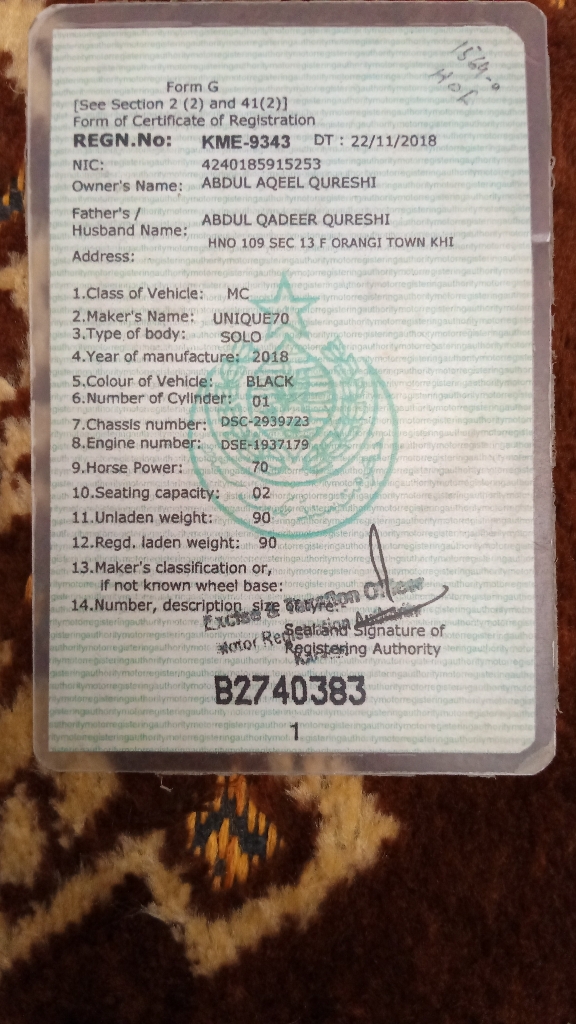 Form G
[See Section 2 (2) and 41(2)]
Form of Certificate of Registration
REGN.No: KME-9343 DT : 22/11/2018
NIC: 4240185915253
Owner's Name: ABDUL AQEEL QURESHI
Father's /
Husband Name: ABDUL QADEER QURESHI
Address: HNO 109 SEC 13 F ORANGI TOWN KHI
1.Class of Vehicle: MC
2.Maker's Name: UNIQUE70
3.Type of body: SOLO
4.Year of manufacture: 2018
5.Colour of Vehicle: BLACK
6.Number of Cylinder: 01
7.Chassis number: DSC-2939723
8.Engine number: DSE-1937179
9.Horse Power: 70
10.Seating capacity: 02
11.Unladen weight: 90
12.Regd. laden weight: 90
13.Maker's classification or,
if not known wheel base:
14.Number, description, size of tyre:
Excise & Taxation Officer
Motor Registration Authority
Seal and Signature of
Registering Authority
B2740383
1